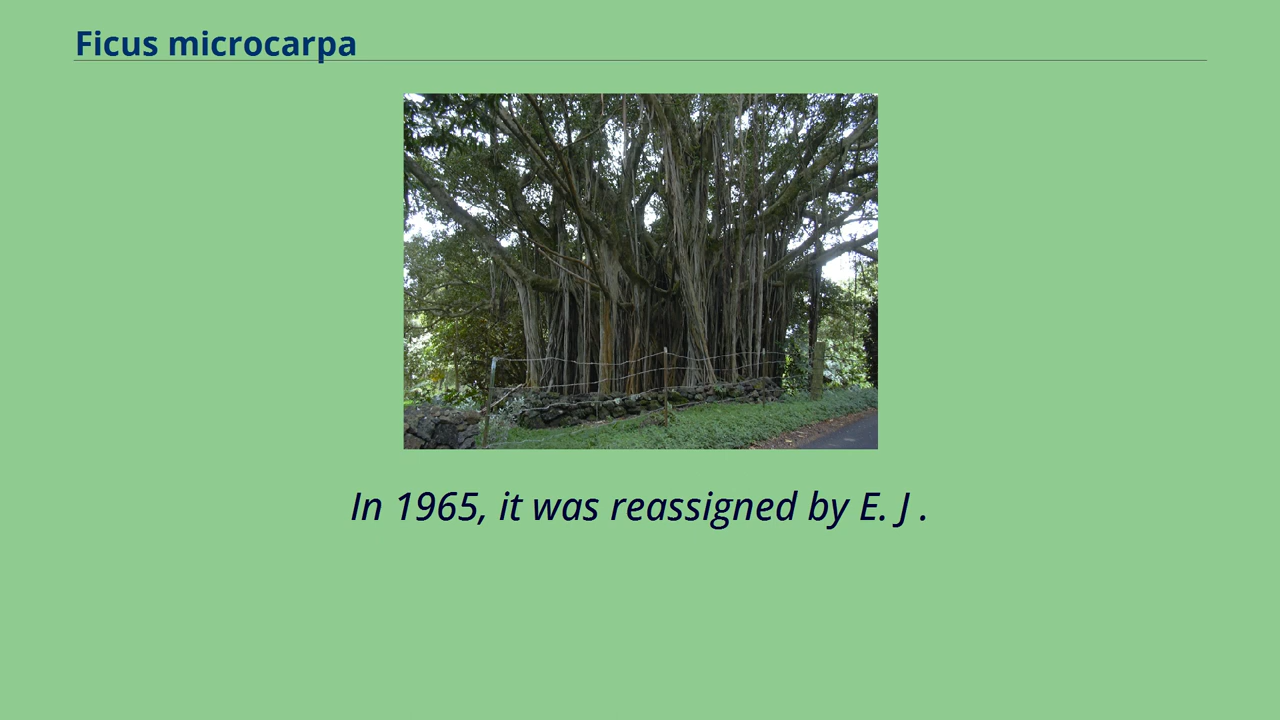 Ficus microcarpa
In 1965, it was reassigned by E. J .